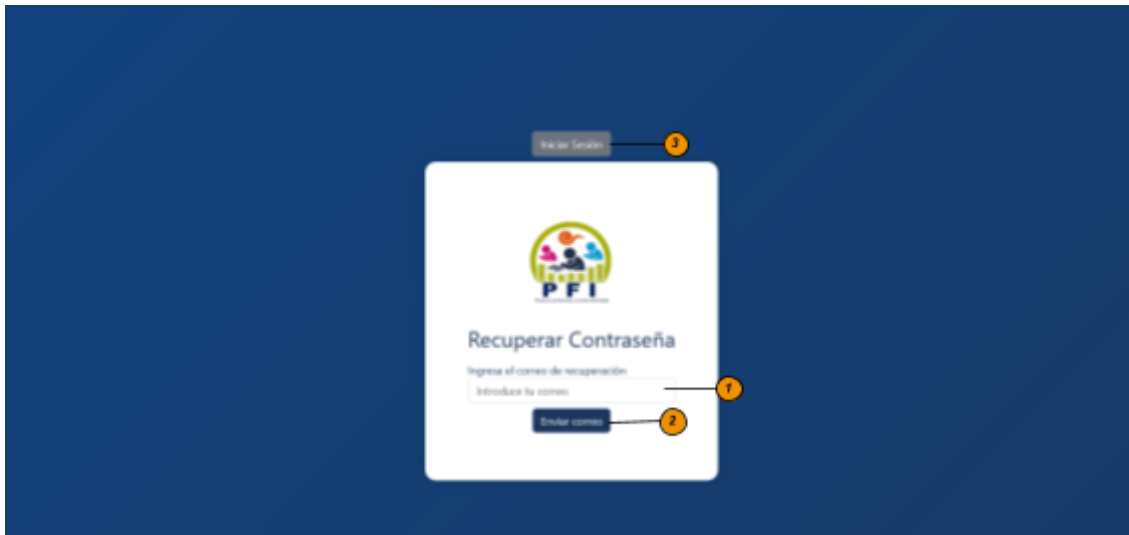 Iniciar Sesión
3
PFI
Recuperar Contraseña
Ingresa el correo de recuperación
Introduce tu correo
1
Enviar correo
2